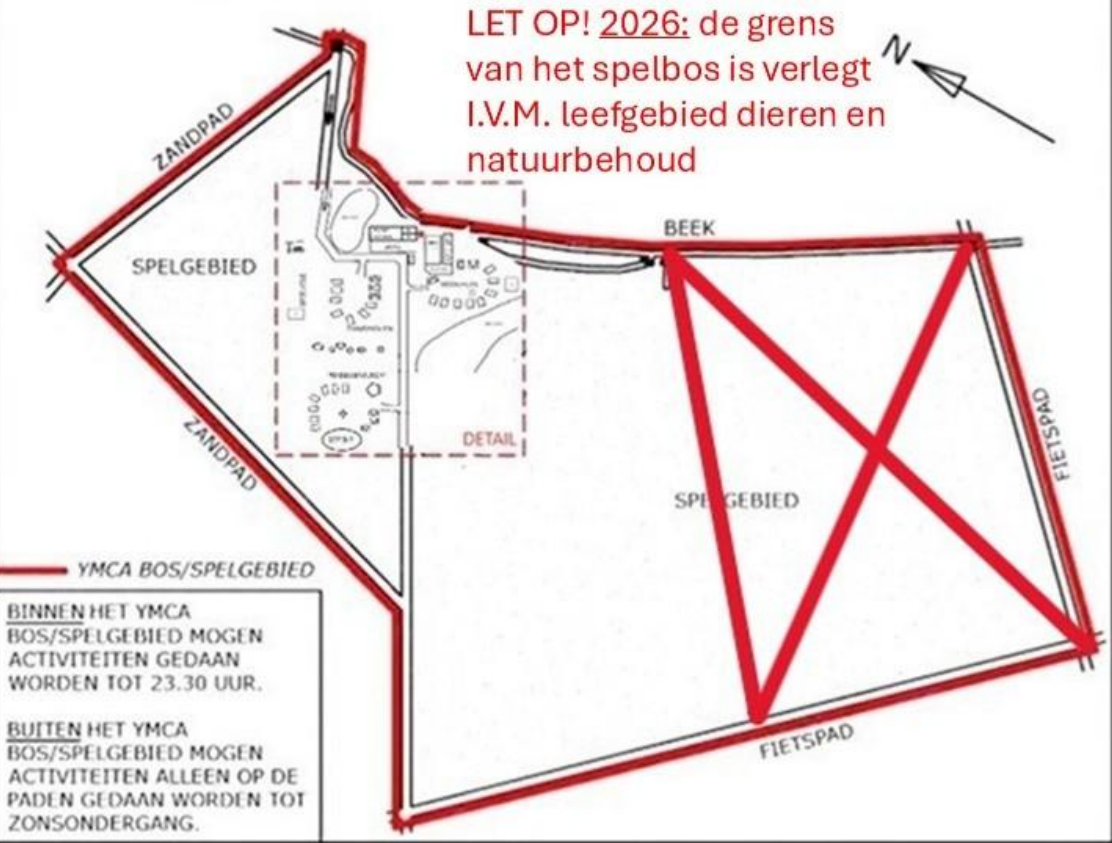 LET OP! 2026: de grens
van het spelbos is verlegt
I.V.M. leefgebied dieren en
natuurbehoud
N
ZANDPAD
BEEK
SPELGEBIED
ZANDPAD
DETAIL
FIETSPAD
SPELGEBIED
FIETSPAD
YMCA BOS/SPELGEBIED
BINNEN HET YMCA
BOS/SPELGEBIED MOGEN
ACTIVITEITEN GEDAAN
WORDEN TOT 23.30 UUR.
BUITEN HET YMCA
BOS/SPELGEBIED MOGEN
ACTIVITEITEN ALLEEN OP DE
PADEN GEDAAN WORDEN TOT
ZONSONDERGANG.